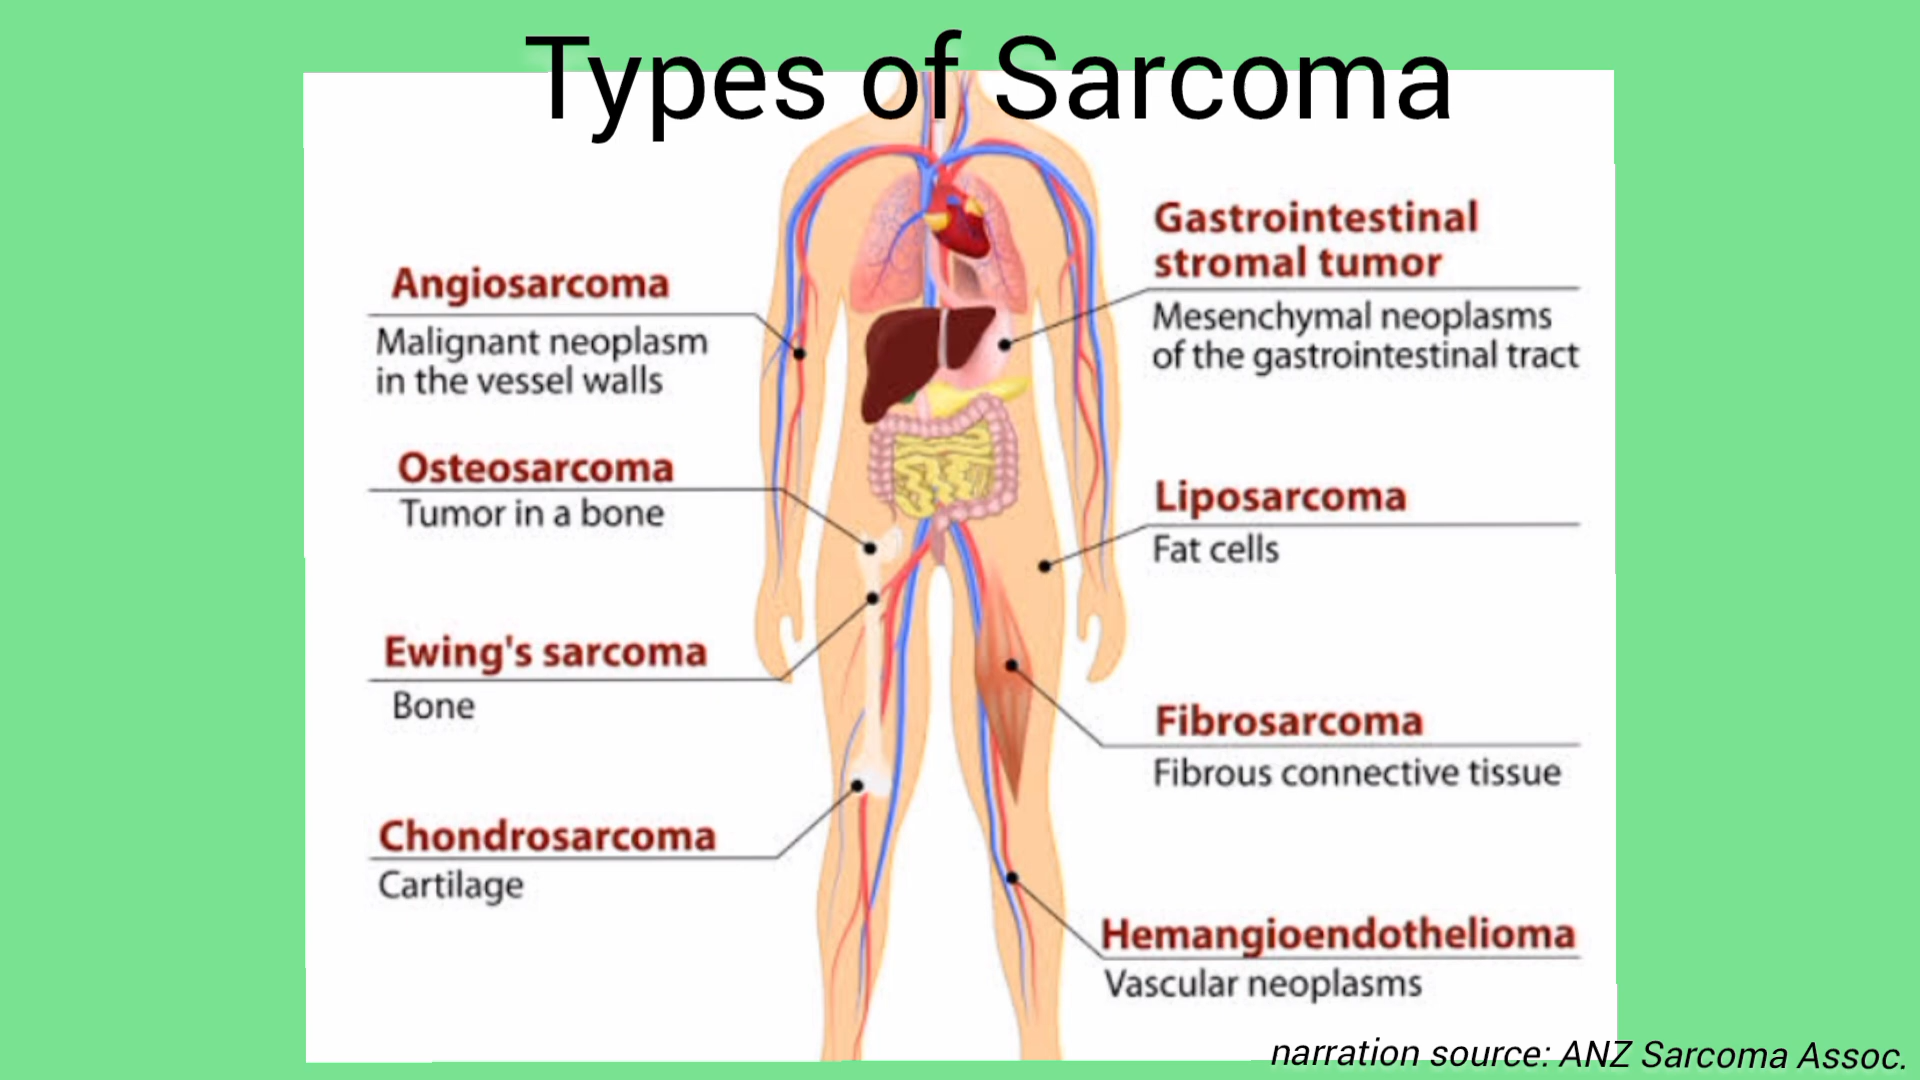 Types of Sarcoma
Angiosarcoma
Malignant neoplasm
in the vessel walls
Osteosarcoma
Tumor in a bone
Ewing's sarcoma
Bone
Chondrosarcoma
Cartilage
Gastrointestinal
stromal tumor
Mesenchymal neoplasms
of the gastrointestinal tract
Liposarcoma
Fat cells
Fibrosarcoma
Fibrous connective tissue
Hemangioendothelioma
Vascular neoplasms
narration source: ANZ Sarcoma Assoc.